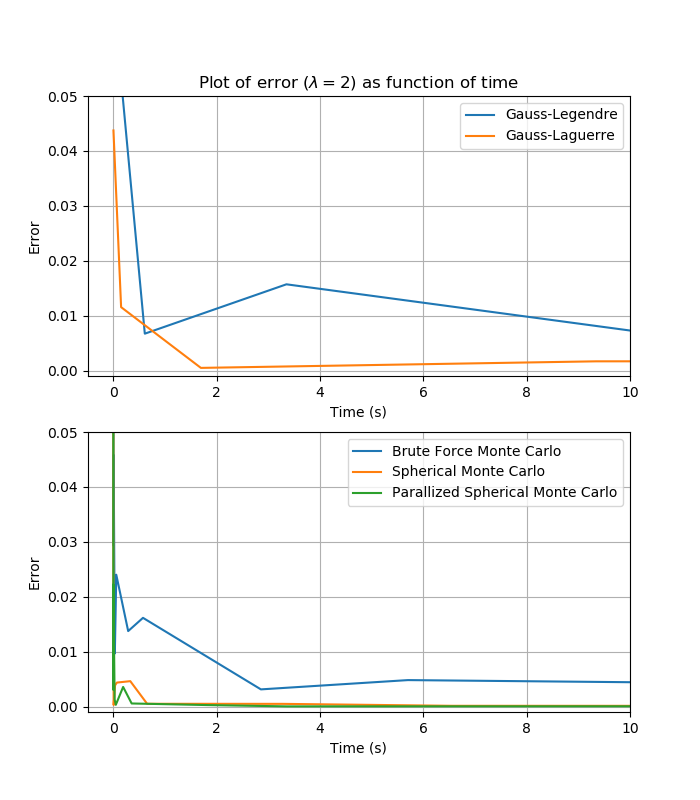 Plot of error (λ = 2) as function of time
0.05
0.04
0.03
0.02
0.01
0.00
Error
Gauss-Legendre
Gauss-Laguerre
0 2 4 6 8 10
Time (s)
0.05
0.04
0.03
0.02
0.01
0.00
Error
Brute Force Monte Carlo
Spherical Monte Carlo
Parallized Spherical Monte Carlo
0 2 4 6 8 10
Time (s)